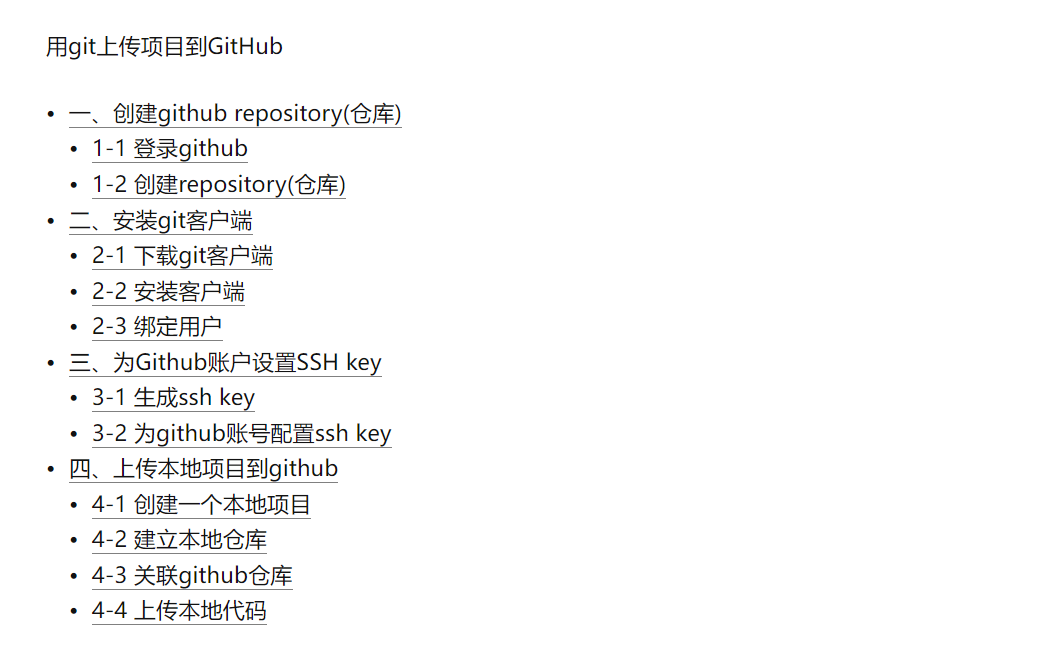 用git上传项目到GitHub
• 一、创建github repository(仓库)
• 1-1 登录github
• 1-2 创建repository(仓库)
• 二、安装git客户端
• 2-1 下载git客户端
• 2-2 安装客户端
• 2-3 绑定用户
• 三、为Github账户设置SSH key
• 3-1 生成ssh key
• 3-2 为github账号配置ssh key
• 四、上传本地项目到github
• 4-1 创建一个本地项目
• 4-2 建立本地仓库
• 4-3 关联github仓库
• 4-4 上传本地代码